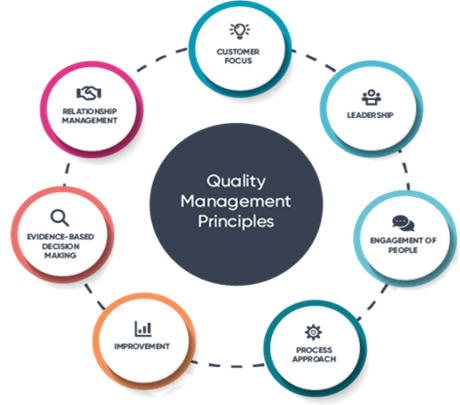 CUSTOMER
FOCUS
LEADERSHIP
ENGAGEMENT OF
PEOPLE
PROCESS
APPROACH
IMPROVEMENT
EVIDENCE-BASED
DECISION
MAKING
RELATIONSHIP
MANAGEMENT
Quality
Management
Principles